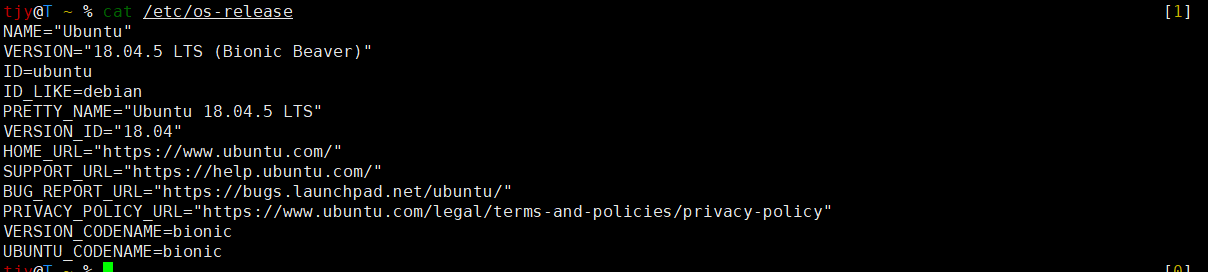 tjy@T ~ % cat /etc/os-release [1]
NAME="Ubuntu"
VERSION="18.04.5 LTS (Bionic Beaver)"
ID=ubuntu
ID_LIKE=debian
PRETTY_NAME="Ubuntu 18.04.5 LTS"
VERSION_ID="18.04"
HOME_URL="https://www.ubuntu.com/"
SUPPORT_URL="https://help.ubuntu.com/"
BUG_REPORT_URL="https://bugs.launchpad.net/ubuntu/"
PRIVACY_POLICY_URL="https://www.ubuntu.com/legal/terms-and-policies/privacy-policy"
VERSION_CODENAME=bionic
UBUNTU_CODENAME=bionic
tjy@T ~ % [0]